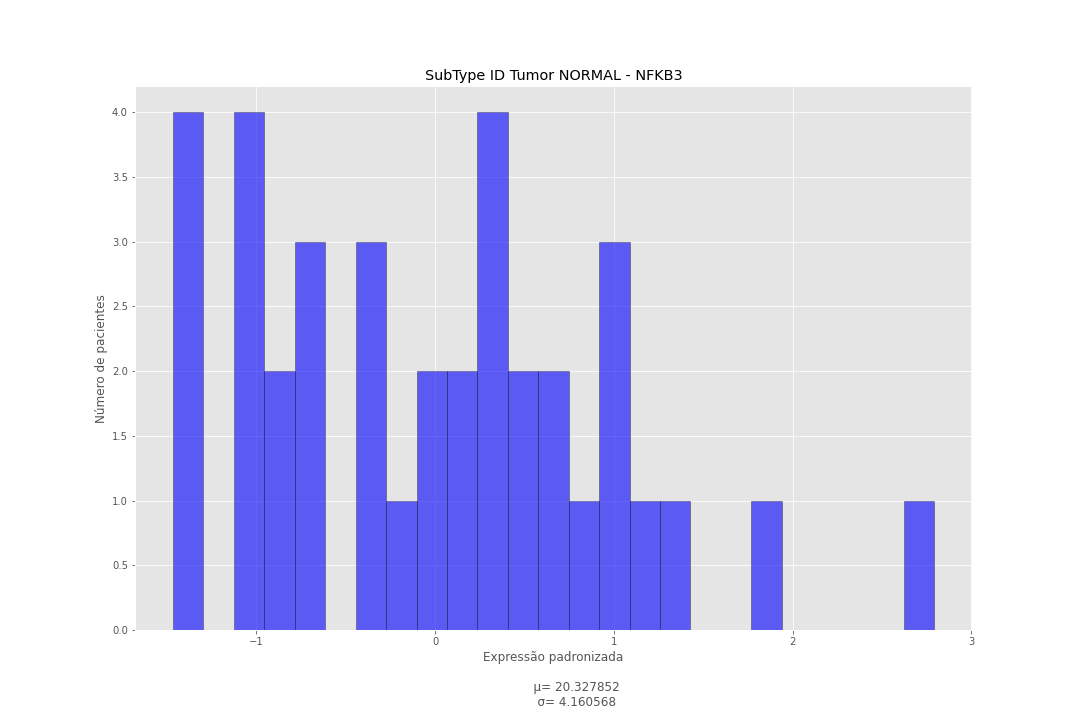 SubType ID Tumor NORMAL - NFKB3
4.0
3.5
3.0
2.5
2.0
1.5
1.0
0.5
0.0
Número de pacientes
−1 0 1 2 3
Expressão padronizada
μ= 20.327852
σ= 4.160568